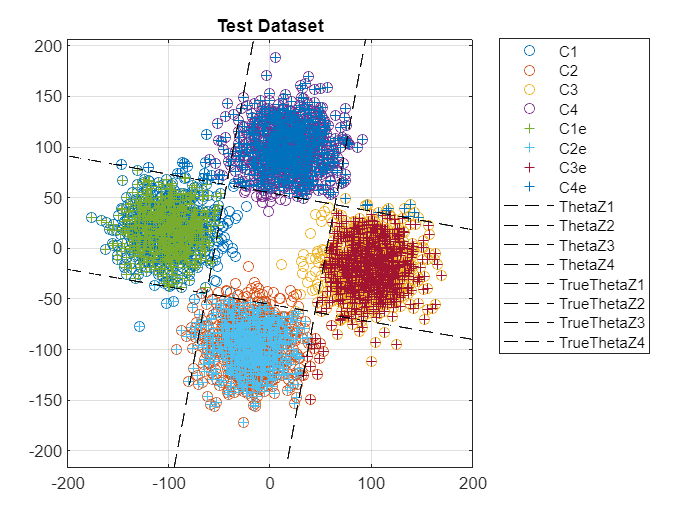 Test Dataset
200
150
100
50
0
-50
-100
-150
-200
-200
-100
0
100
200
C1
C2
C3
C4
C1e
C2e
C3e
C4e
ThetaZ1
ThetaZ2
ThetaZ3
ThetaZ4
TrueThetaZ1
TrueThetaZ2
TrueThetaZ3
TrueThetaZ4